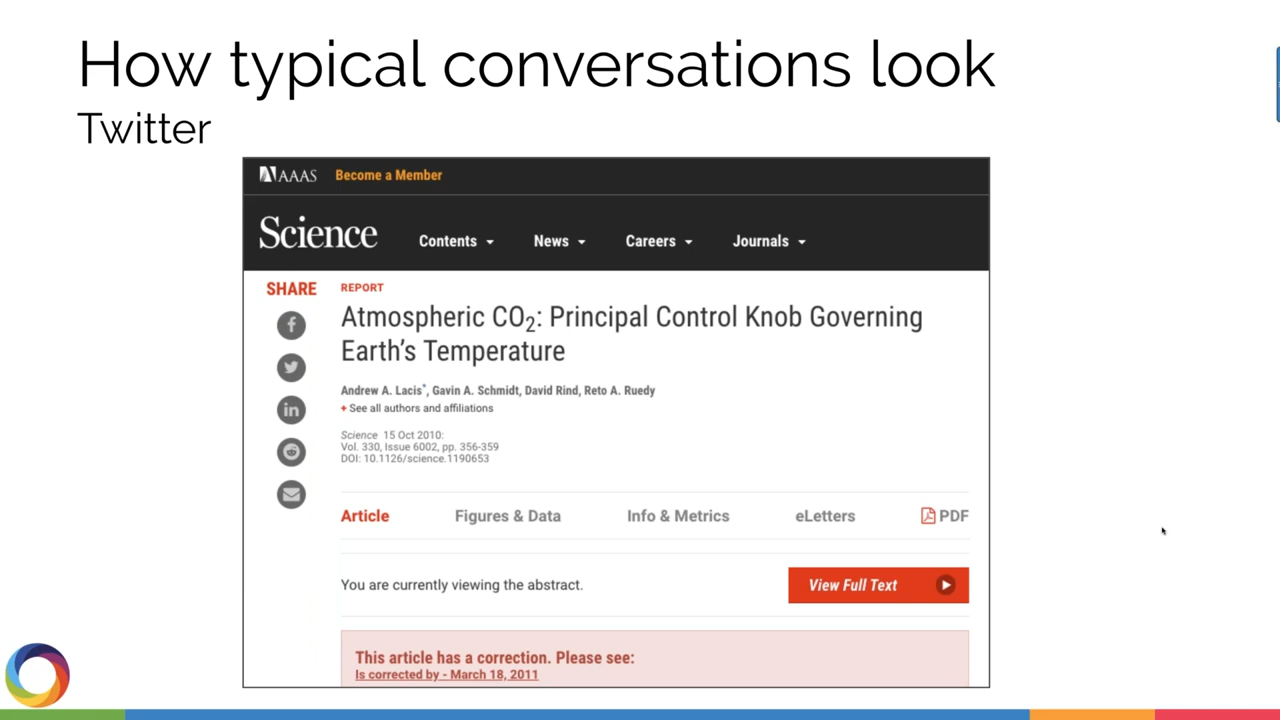 How typical conversations look
Twitter
AAAS Become a Member
Science Contents News Careers Journals
SHARE
REPORT
Atmospheric CO₂: Principal Control Knob Governing
Earth's Temperature
Andrew A. Lacis*, Gavin A. Schmidt, David Rind, Reto A. Ruedy
+ See all authors and affiliations
Science 15 Oct 2010:
Vol. 330, Issue 6002, pp. 356-359
DOI: 10.1126/science.1190653
Article Figures & Data Info & Metrics eLetters PDF
You are currently viewing the abstract.
View Full Text
This article has a correction. Please see:
Is corrected by - March 18, 2011